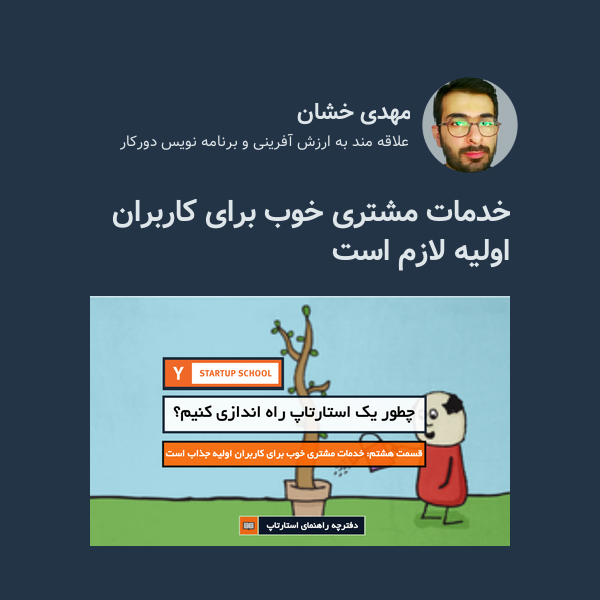 مهدی خشان
علاقه مند به ارزش آفرینی و برنامه نویس دورکار
خدمات مشتری خوب برای کاربران
اولیه لازم است
Y STARTUP SCHOOL
چطور یک استارتاپ راه اندازی کنیم؟
قسمت هشتم: خدمات مشتری خوب برای کاربران اولیه جذاب است
دفترچه راهنمای استارتاپ